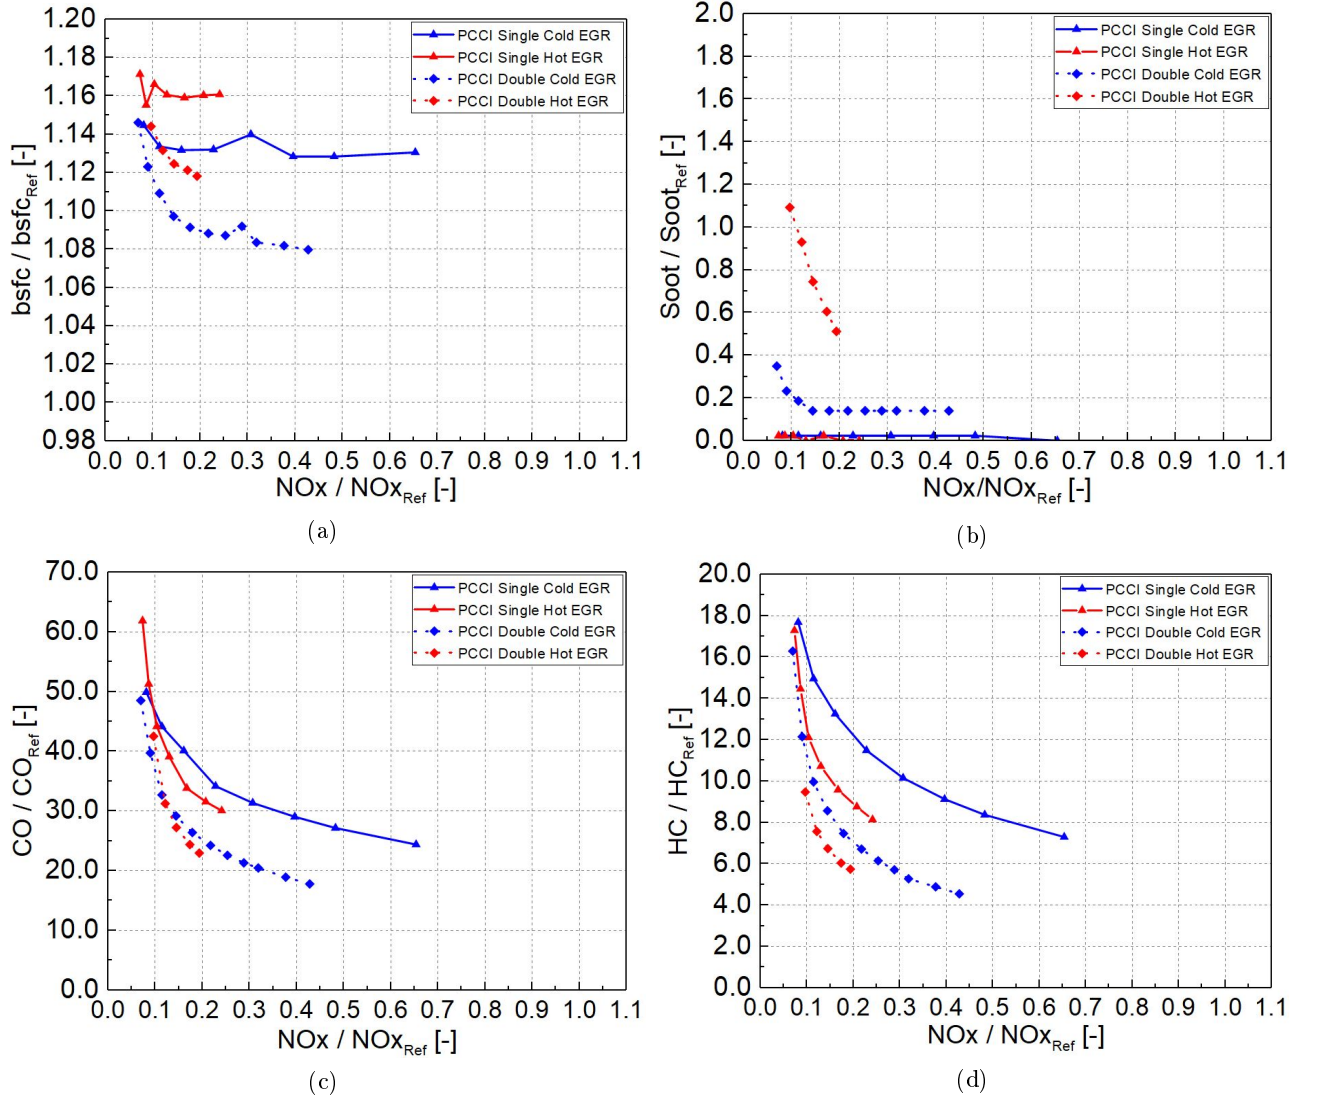 1.20
1.18
1.16
1.14
1.12
1.10
1.08
1.06
1.04
1.02
1.00
0.98
bsfc / bsfcRef [-]
PCCI Single Cold EGR
PCCI Single Hot EGR
PCCI Double Cold EGR
PCCI Double Hot EGR
0.0 0.1 0.2 0.3 0.4 0.5 0.6 0.7 0.8 0.9 1.0 1.1
NOx / NOxRef [-]
(a)
2.0
1.8
1.6
1.4
1.2
1.0
0.8
0.6
0.4
0.2
0.0
Soot / SootRef [-]
PCCI Single Cold EGR
PCCI Single Hot EGR
PCCI Double Cold EGR
PCCI Double Hot EGR
0.0 0.1 0.2 0.3 0.4 0.5 0.6 0.7 0.8 0.9 1.0 1.1
NOx/NOxRef [-]
(b)
70.0
60.0
50.0
40.0
30.0
20.0
10.0
0.0
CO / CORef [-]
PCCI Single Cold EGR
PCCI Single Hot EGR
PCCI Double Cold EGR
PCCI Double Hot EGR
0.0 0.1 0.2 0.3 0.4 0.5 0.6 0.7 0.8 0.9 1.0 1.1
NOx / NOxRef [-]
(c)
20.0
18.0
16.0
14.0
12.0
10.0
8.0
6.0
4.0
2.0
0.0
HC / HCRef [-]
PCCI Single Cold EGR
PCCI Single Hot EGR
PCCI Double Cold EGR
PCCI Double Hot EGR
0.0 0.1 0.2 0.3 0.4 0.5 0.6 0.7 0.8 0.9 1.0 1.1
NOx / NOxRef [-]
(d)